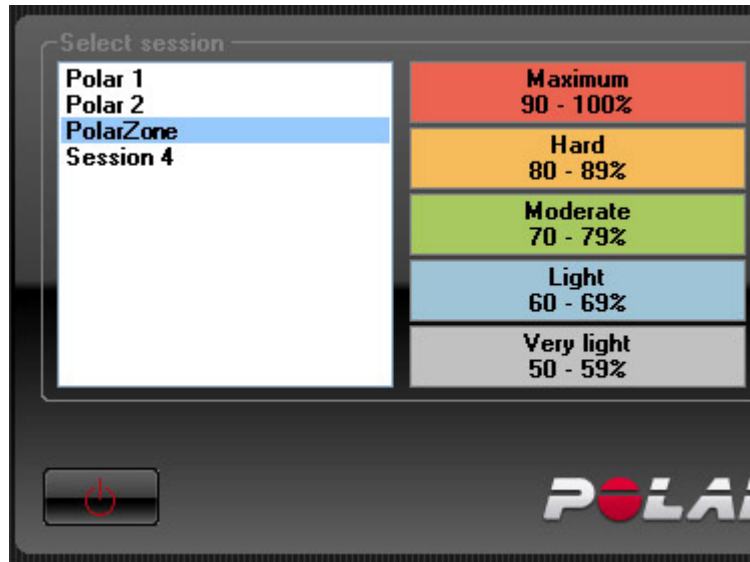 Select session
Polar 1
Polar 2
PolarZone
Session 4
Maximum
90 - 100%
Hard
80 - 89%
Moderate
70 - 79%
Light
60 - 69%
Very light
50 - 59%
POLA